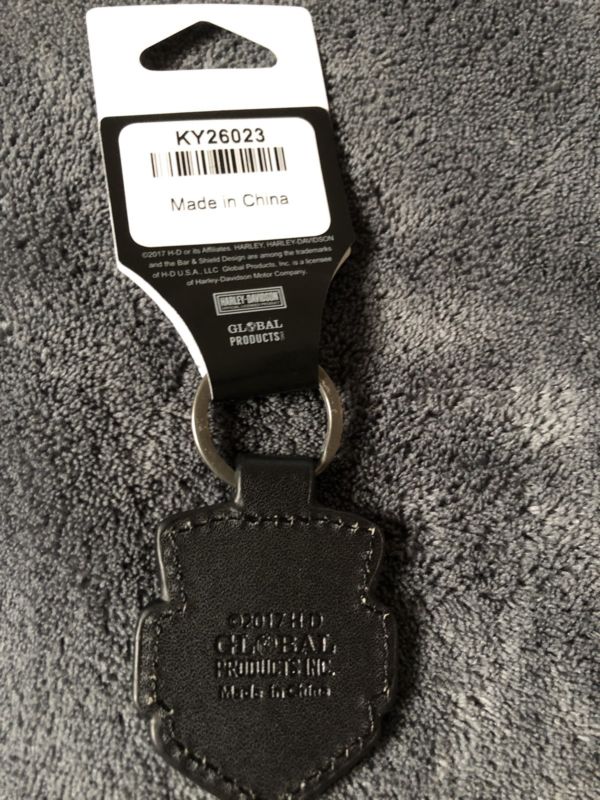 KY26023
Made in China
©2017 H-D or its Affiliates. HARLEY, HARLEY-DAVIDSON
and the Bar & Shield Design are among the trademarks
of H-D U.S.A., LLC Global Products, Inc. is a licensee
of Harley-Davidson Motor Company.
HARLEY-DAVIDSON
GLOBAL
PRODUCTS
©2017 H-D
GLOBAL
PRODUCTS INC.
Made in China